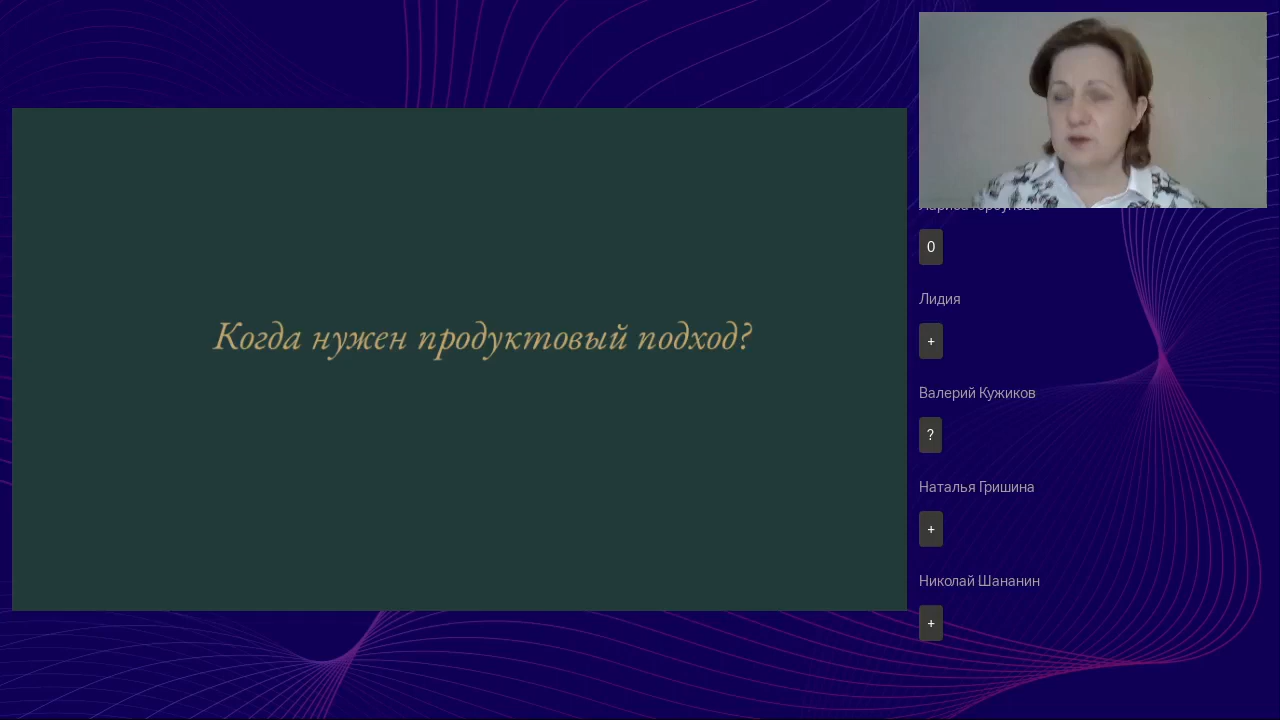 Когда нужен продуктовый подход?
0
Лидия
+
Валерий Кужиков
?
Наталья Гришина
+
Николай Шананин
+